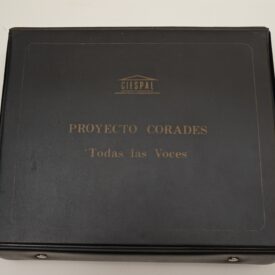 CIESPAL
PROYECTO CORADES
"Todas las Voces